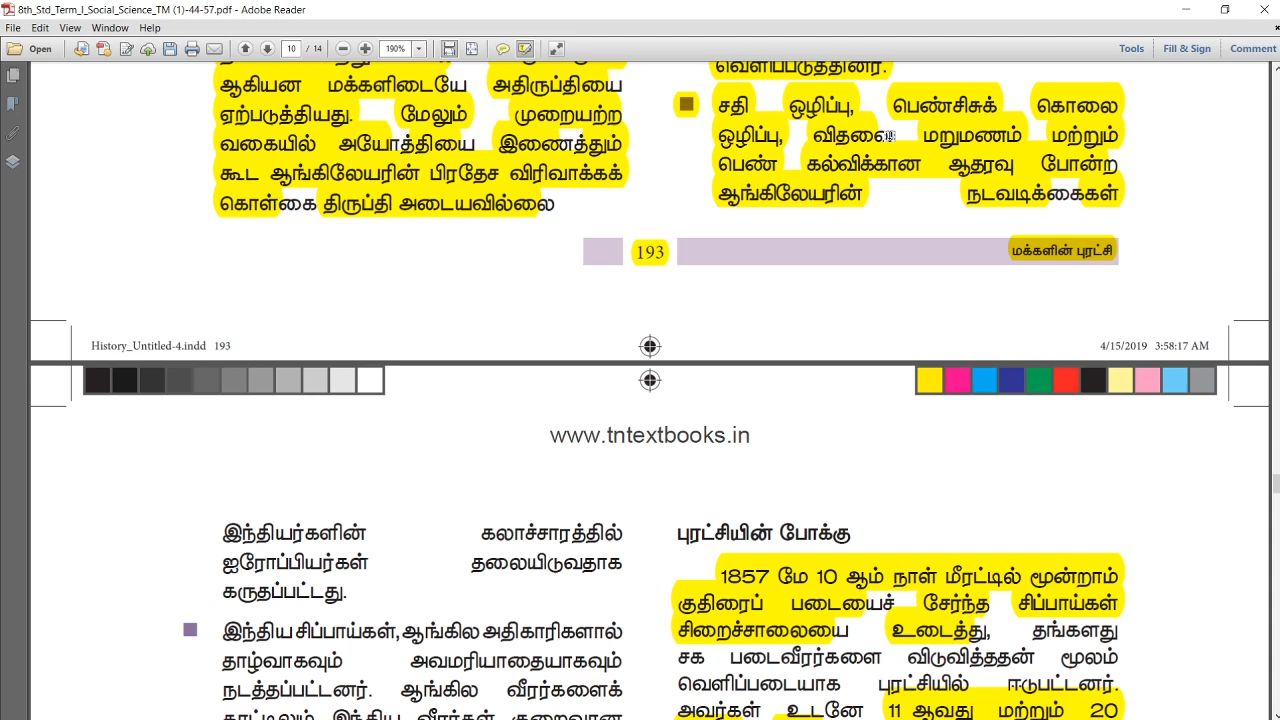 8th_Std_Term_I_Social_Science_TM (1)-44-57.pdf - Adobe Reader
File Edit View Window Help
Open 10 / 14 190% Tools Fill & Sign Comment
ஆகியன மக்களிடையே அதிருப்தியை
ஏற்படுத்தியது. மேலும் முறையற்ற
வகையில் அயோத்தியை இணைத்தும்
கூட ஆங்கிலேயரின் பிரதேச விரிவாக்கக்
கொள்கை திருப்தி அடையவில்லை
வெளிப்படுத்தினர்.
சதி ஒழிப்பு, பெண்சிசுக் கொலை
ஒழிப்பு, விதவை மறுமணம் மற்றும்
பெண் கல்விக்கான ஆதரவு போன்ற
ஆங்கிலேயரின் நடவடிக்கைகள்
193 மக்களின் புரட்சி
History_Untitled-4.indd 193 4/15/2019 3:58:17 AM
www.tntextbooks.in
இந்தியர்களின் கலாச்சாரத்தில்
ஐரோப்பியர்கள் தலையிடுவதாக
கருதப்பட்டது.
இந்திய சிப்பாய்கள், ஆங்கில அதிகாரிகளால்
தாழ்வாகவும் அவமரியாதையாகவும்
நடத்தப்பட்டனர். ஆங்கில வீரர்களைக்
காட்டிலும் இந்திய வீரர்கள் குறைவான
புரட்சியின் போக்கு
1857 மே 10 ஆம் நாள் மீரட்டில் மூன்றாம்
குதிரைப் படையைச் சேர்ந்த சிப்பாய்கள்
சிறைச்சாலையை உடைத்து, தங்களது
சக படைவீரர்களை விடுவித்ததன் மூலம்
வெளிப்படையாக புரட்சியில் ஈடுபட்டனர்.
அவர்கள் உடனே 11 ஆவது மற்றும் 20